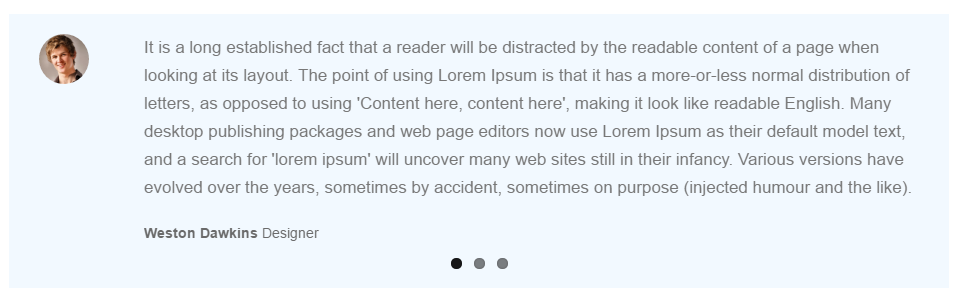 It is a long established fact that a reader will be distracted by the readable content of a page when
looking at its layout. The point of using Lorem Ipsum is that it has a more-or-less normal distribution of
letters, as opposed to using 'Content here, content here', making it look like readable English. Many
desktop publishing packages and web page editors now use Lorem Ipsum as their default model text,
and a search for 'lorem ipsum' will uncover many web sites still in their infancy. Various versions have
evolved over the years, sometimes by accident, sometimes on purpose (injected humour and the like).
Weston Dawkins Designer